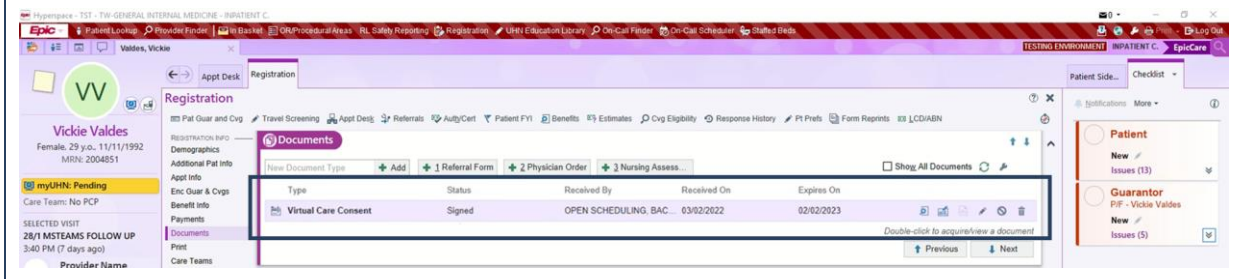 Hyperspace - TST - TW-GENERAL INTERNAL MEDICINE - INPATIENT C.
0
Epic Patient Lookup Provider Finder In Basket OR/Procedural Areas RL Safety Reporting Registration UHN Education Library On-Call Finder On-Call Scheduler Staffed Beds Print Log Out
Valdes, Vickie TESTING ENVIRONMENT INPATIENT C. EpicCare
VV
Vickie Valdes
Female, 29 y.o., 11/11/1992
MRN: 2004851
myUHN: Pending
Care Team: No PCP
SELECTED VISIT
28/1 MSTEAMS FOLLOW UP
3:40 PM (7 days ago)
Provider Name
Appt Desk Registration
Registration
Pat Guar and Cvg Travel Screening Appt Desk Referrals Auth/Cert Patient FYI Benefits Estimates Cvg Eligibility Response History Pt Prefs Form Reprints LCD/ABN
REGISTRATION INFO
Demographics
Additional Pat Info
Appt Info
Enc Guar & Cvgs
Benefit Info
Payments
Documents
Print
Care Teams
Documents
New Document Type Add 1 Referral Form 2 Physician Order 3 Nursing Assess... Show All Documents
Type Status Received By Received On Expires On
Virtual Care Consent Signed OPEN SCHEDULING, BAC... 03/02/2022 02/02/2023
Double-click to acquire/view a document
Previous Next
Patient Side... Checklist
Notifications More
Patient
New
Issues (13)
Guarantor
P/F - Vickie Valdes
New
Issues (5)